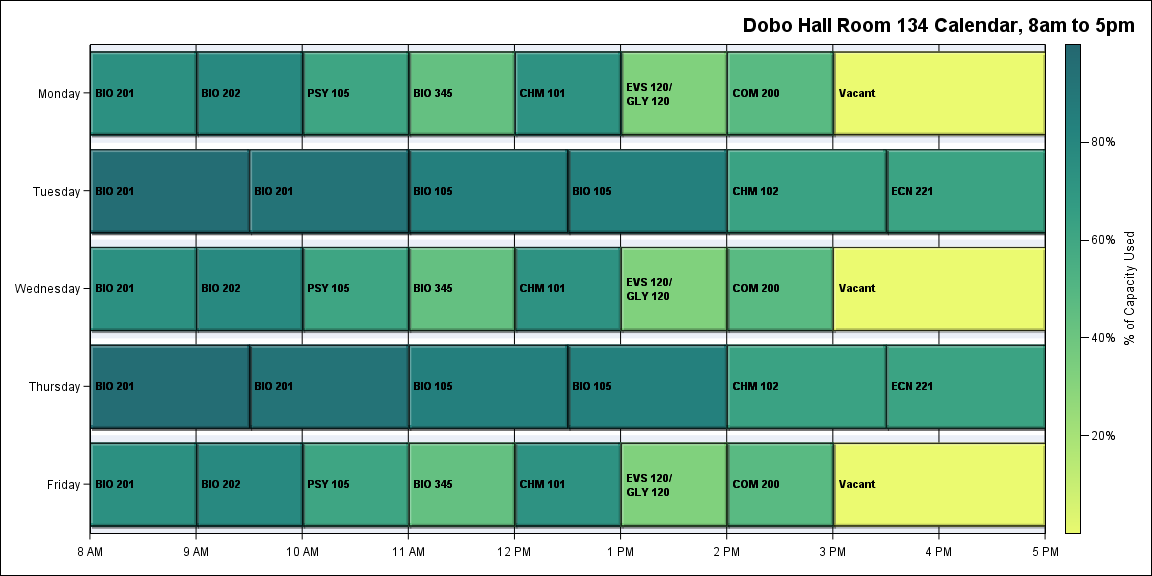 Dobo Hall Room 134 Calendar, 8am to 5pm
Monday
BIO 201
BIO 202
PSY 105
BIO 345
CHM 101
EVS 120/
GLY 120
COM 200
Vacant
Tuesday
BIO 201
BIO 201
BIO 105
BIO 105
CHM 102
ECN 221
Wednesday
BIO 201
BIO 202
PSY 105
BIO 345
CHM 101
EVS 120/
GLY 120
COM 200
Vacant
Thursday
BIO 201
BIO 201
BIO 105
BIO 105
CHM 102
ECN 221
Friday
BIO 201
BIO 202
PSY 105
BIO 345
CHM 101
EVS 120/
GLY 120
COM 200
Vacant
8 AM
9 AM
10 AM
11 AM
12 PM
1 PM
2 PM
3 PM
4 PM
5 PM
80%
60%
40%
20%
% of Capacity Used